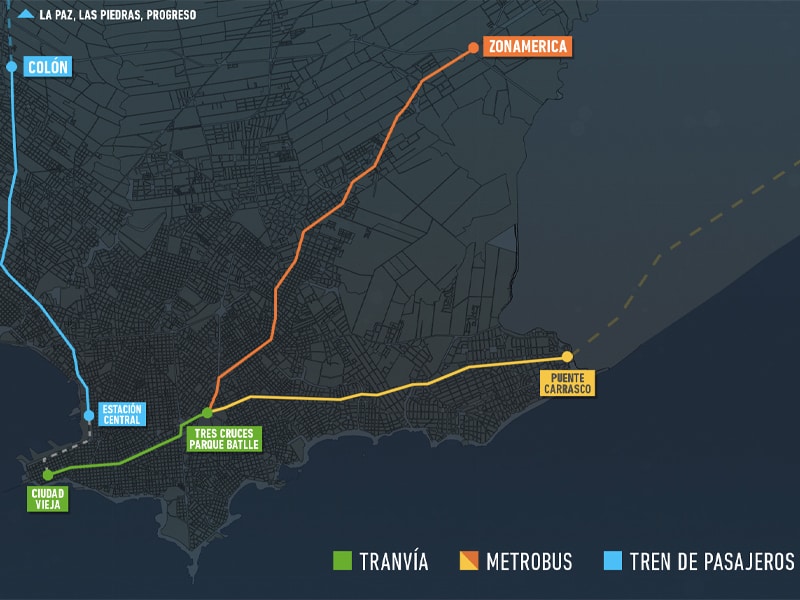 LA PAZ, LAS PIEDRAS, PROGRESO
ZONAMERICA
COLÓN
PUENTE
CARRASCO
ESTACIÓN
CENTRAL
TRES CRUCES
PARQUE BATLLE
CIUDAD
VIEJA
TRANVÍA
METROBUS
TREN DE PASAJEROS